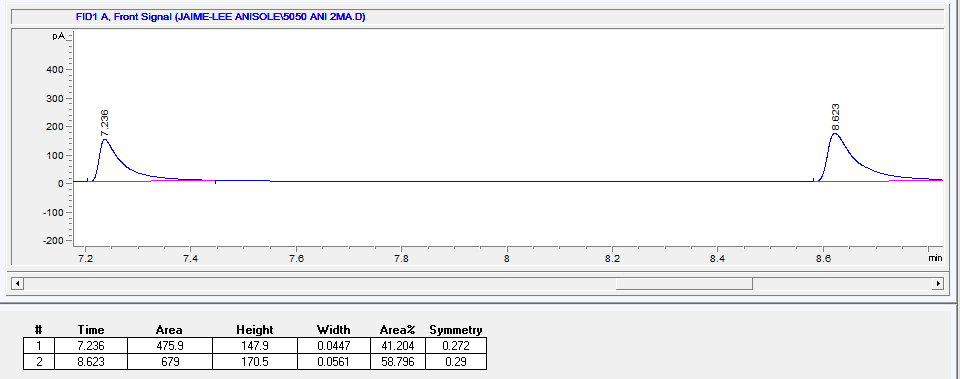 FID1 A, Front Signal (JAIME-LEE ANISOLE\5050 ANI 2MA.D)
pA
400
300
200
100
0
-100
-200
7.236
8.623
7.2 7.4 7.6 7.8 8 8.2 8.4 8.6 min
# Time Area Height Width Area% Symmetry
1 7.236 475.9 147.9 0.0447 41.204 0.272
2 8.623 679 170.5 0.0561 58.796 0.29